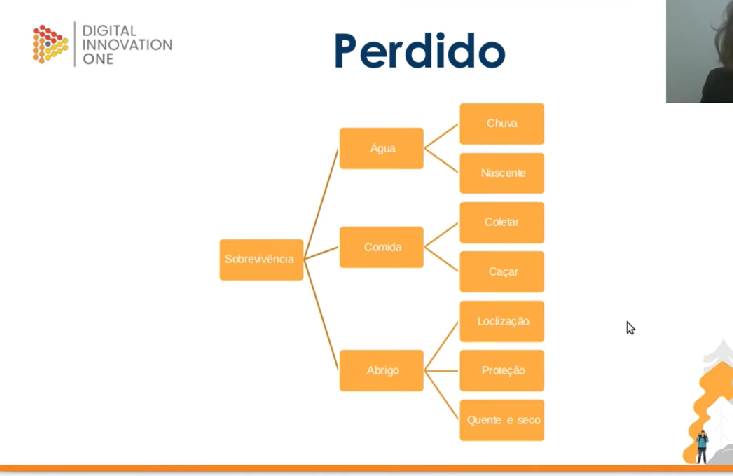 DIGITAL
INNOVATION
ONE
Perdido
Sobrevivência
Água
Chuva
Nascente
Comida
Coletar
Caçar
Abrigo
Loclização
Proteção
Quente e seco